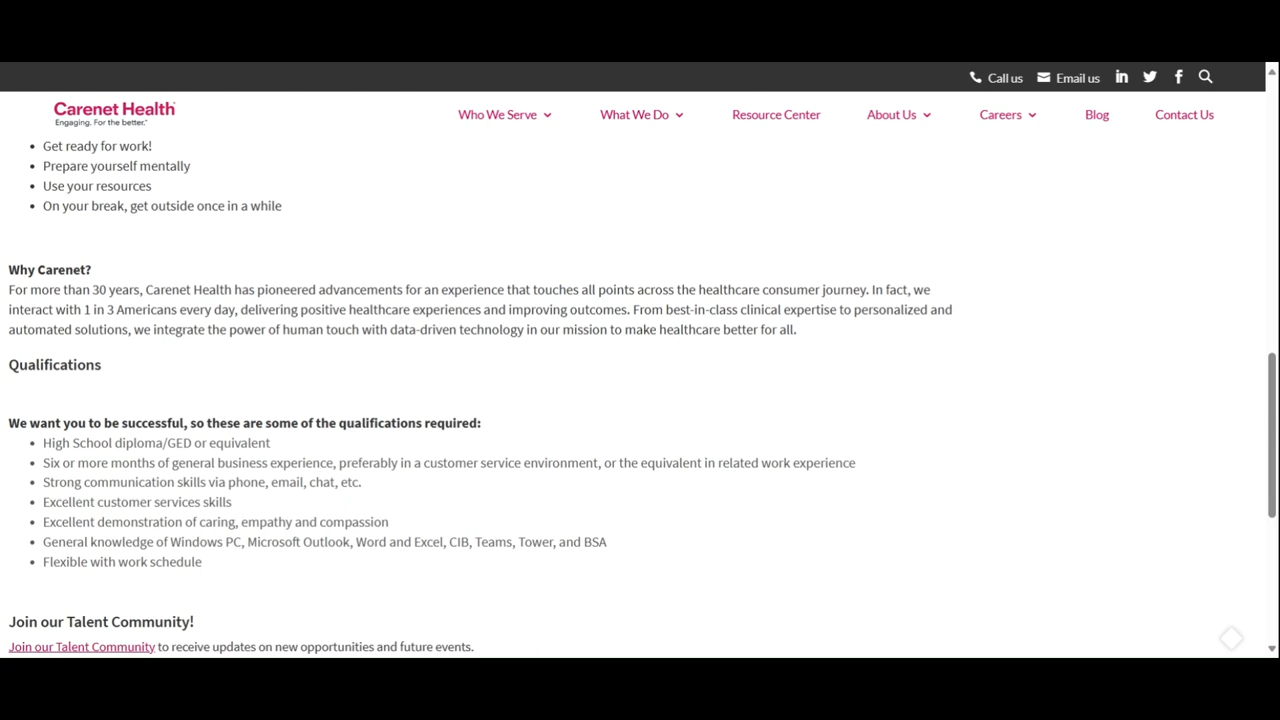 Call us Email us
Carenet Health
Engaging. For the better.
Who We Serve What We Do Resource Center About Us Careers Blog Contact Us
• Get ready for work!
• Prepare yourself mentally
• Use your resources
• On your break, get outside once in a while
Why Carenet?
For more than 30 years, Carenet Health has pioneered advancements for an experience that touches all points across the healthcare consumer journey. In fact, we
interact with 1 in 3 Americans every day, delivering positive healthcare experiences and improving outcomes. From best-in-class clinical expertise to personalized and
automated solutions, we integrate the power of human touch with data-driven technology in our mission to make healthcare better for all.
Qualifications
We want you to be successful, so these are some of the qualifications required:
• High School diploma/GED or equivalent
• Six or more months of general business experience, preferably in a customer service environment, or the equivalent in related work experience
• Strong communication skills via phone, email, chat, etc.
• Excellent customer services skills
• Excellent demonstration of caring, empathy and compassion
• General knowledge of Windows PC, Microsoft Outlook, Word and Excel, CIB, Teams, Tower, and BSA
• Flexible with work schedule
Join our Talent Community!
Join our Talent Community to receive updates on new opportunities and future events.